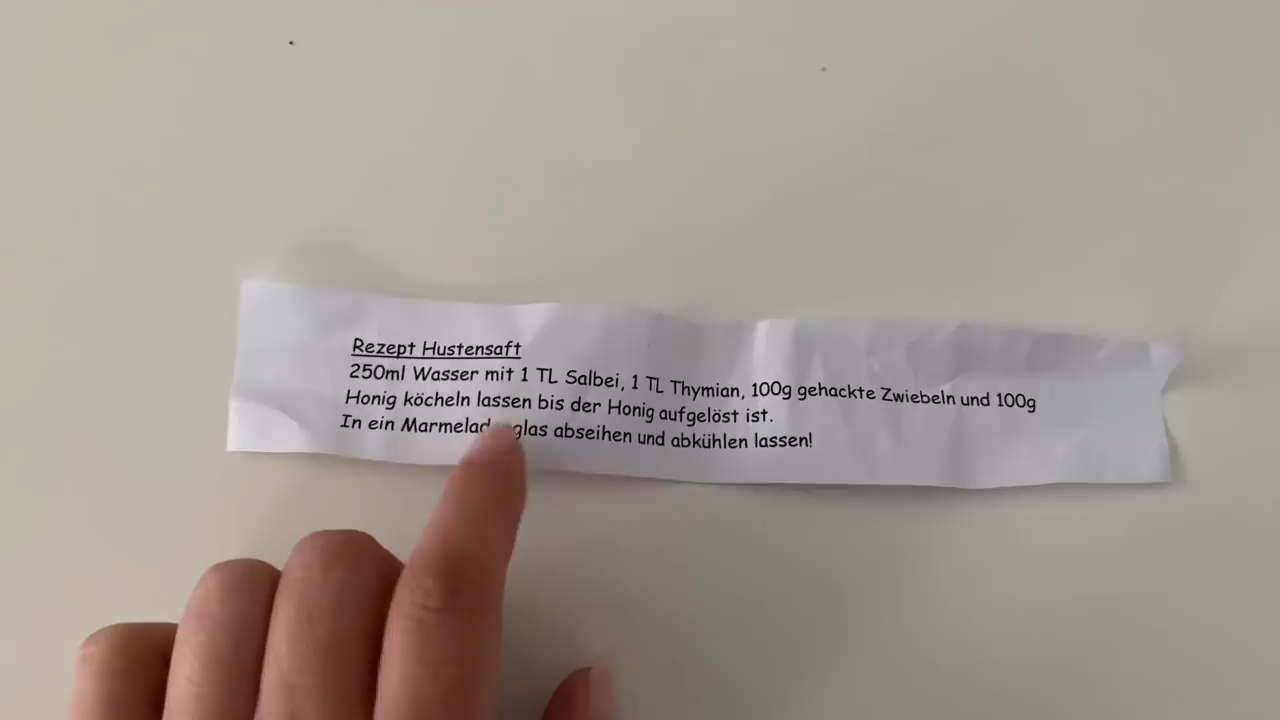 Rezept Hustensaft
250ml Wasser mit 1 TL Salbei, 1 TL Thymian, 100g gehackte Zwiebeln und 100g
Honig köcheln lassen bis der Honig aufgelöst ist.
In ein abseihen und abkühlen lassen!